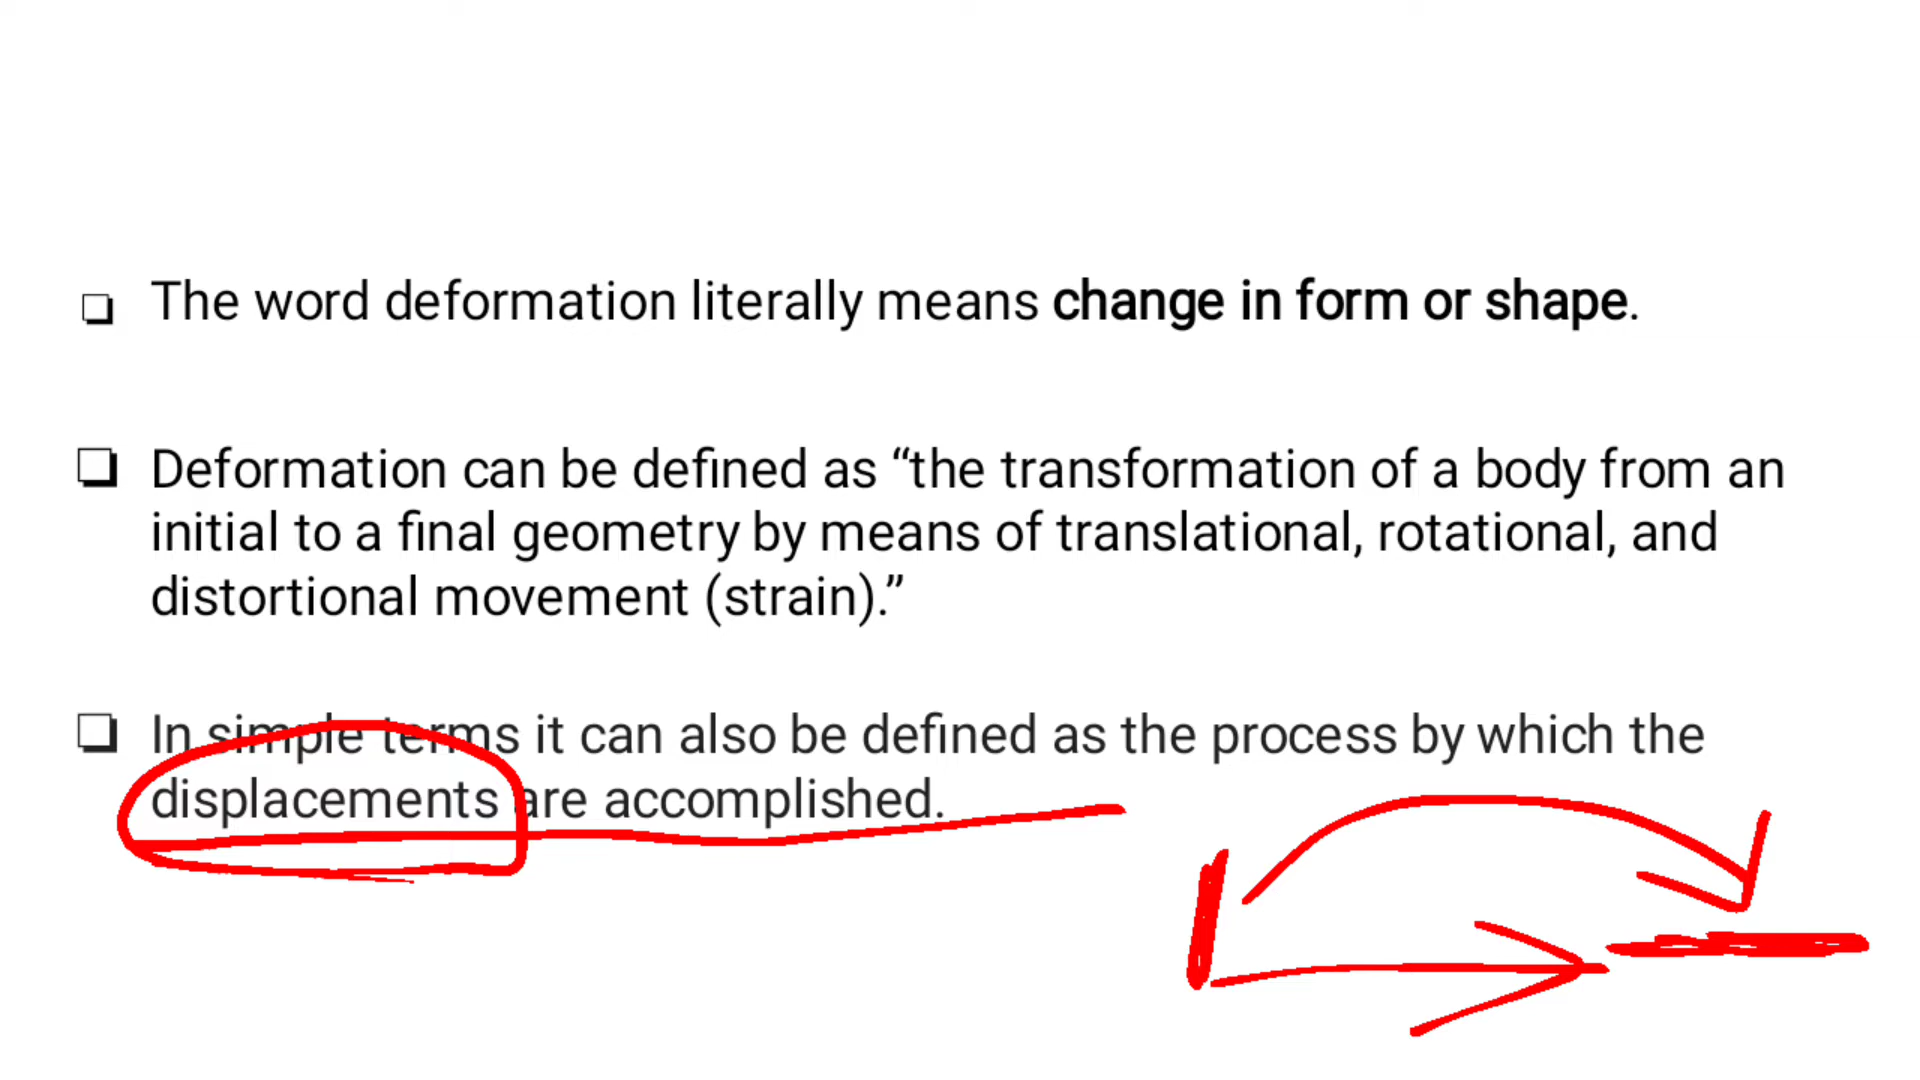 The word deformation literally means change in form or shape.
Deformation can be defined as “the transformation of a body from an
initial to a final geometry by means of translational, rotational, and
distortional movement (strain).”
In simple terms it can also be defined as the process by which the
displacements are accomplished.